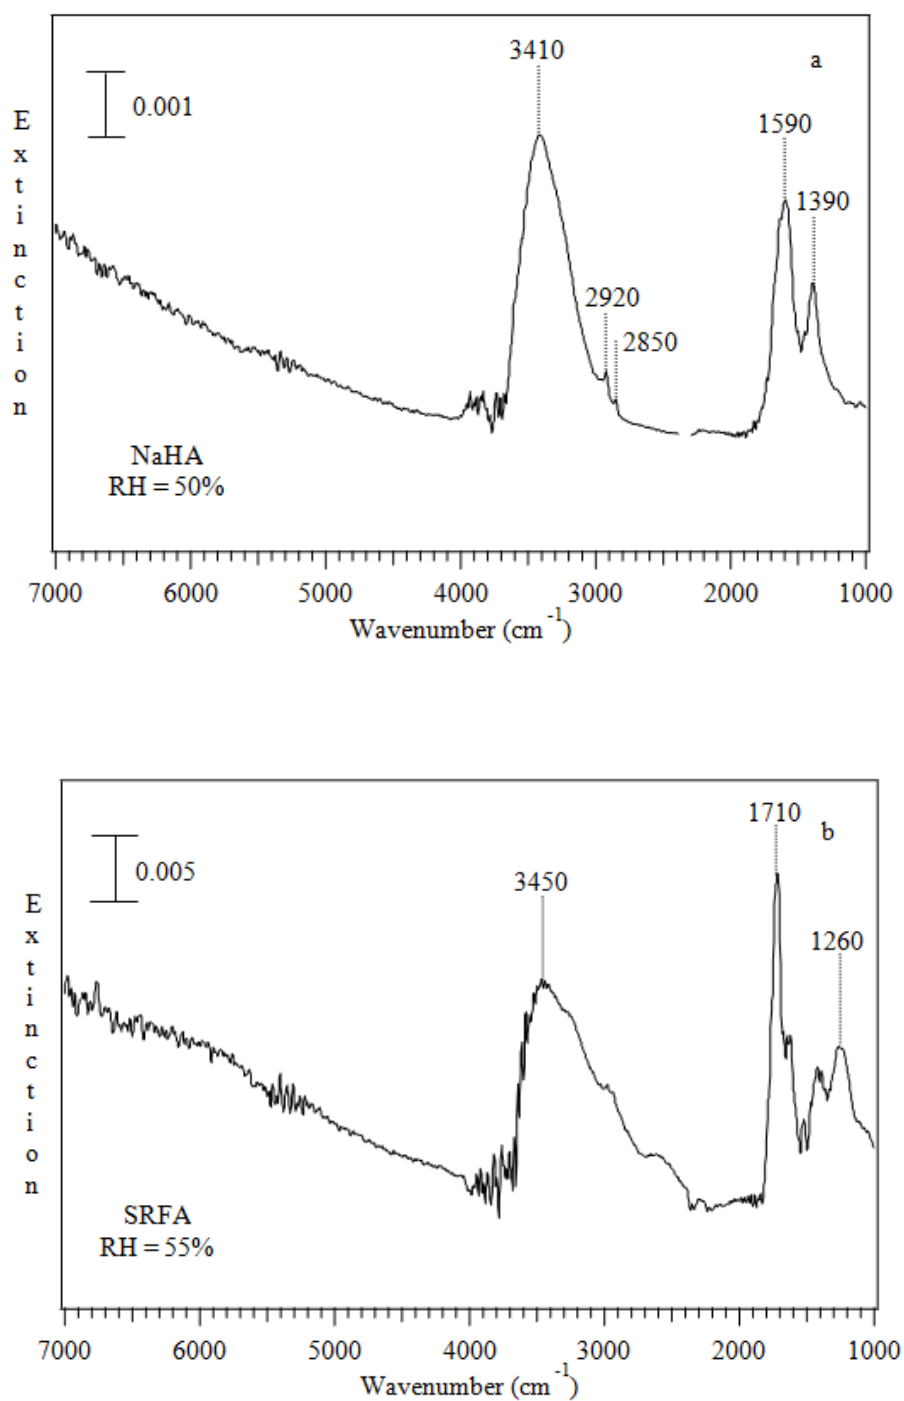 3410
a
0.001
1590
1390
2920
2850
Extinction
NaHA
RH = 50%
7000 6000 5000 4000 3000 2000 1000
Wavenumber (cm⁻¹)
1710
b
0.005
3450
1260
Extinction
SRFA
RH = 55%
7000 6000 5000 4000 3000 2000 1000
Wavenumber (cm⁻¹)